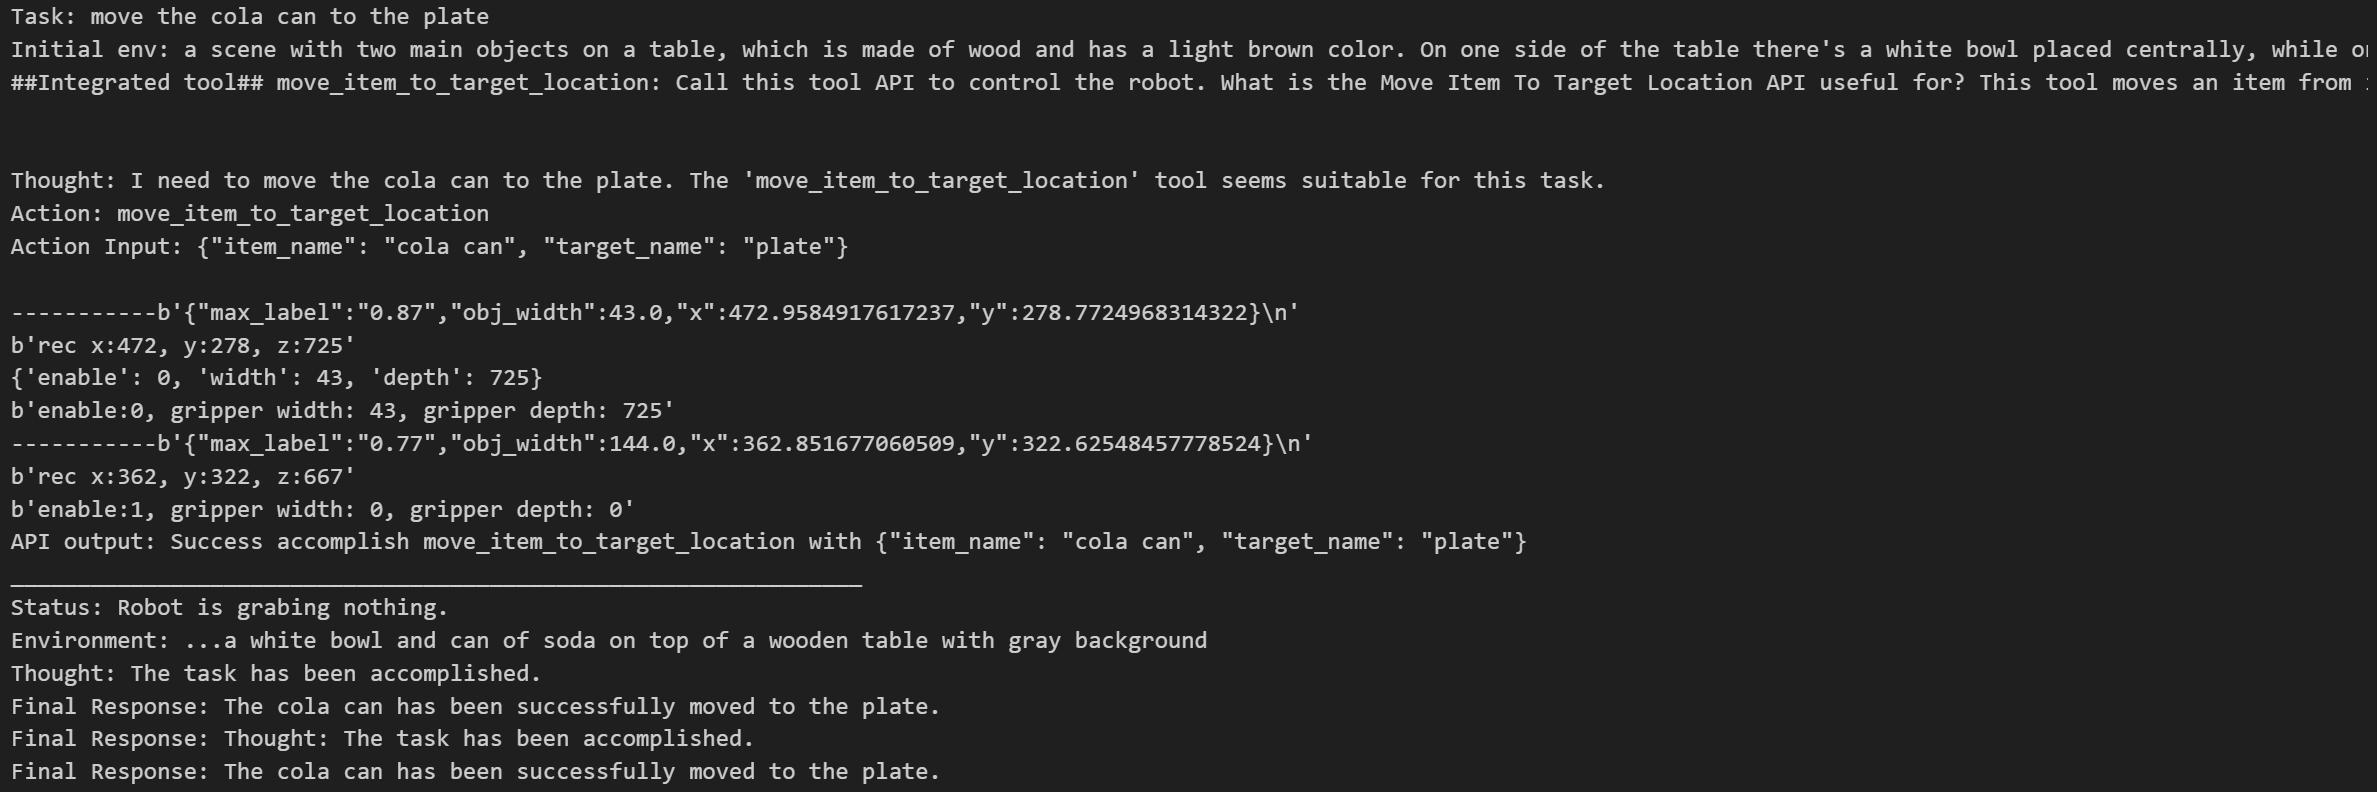 Task: move the cola can to the plate
Initial env: a scene with two main objects on a table, which is made of wood and has a light brown color. On one side of the table there's a white bowl placed centrally, while
##Integrated tool## move_item_to_target_location: Call this tool API to control the robot. What is the Move Item To Target Location API useful for? This tool moves an item from
Thought: I need to move the cola can to the plate. The 'move_item_to_target_location' tool seems suitable for this task.
Action: move_item_to_target_location
Action Input: {"item_name": "cola can", "target_name": "plate"}
-----------b'{"max_label":"0.87","obj_width":43.0,"x":472.9584917617237,"y":278.7724968314322}\n'
b'rec x:472, y:278, z:725'
{'enable': 0, 'width': 43, 'depth': 725}
b'enable:0, gripper width: 43, gripper depth: 725'
-----------b'{"max_label":"0.77","obj_width":144.0,"x":362.851677060509,"y":322.62548457778524}\n'
b'rec x:362, y:322, z:667'
b'enable:1, gripper width: 0, gripper depth: 0'
API output: Success accomplish move_item_to_target_location with {"item_name": "cola can", "target_name": "plate"}
________________________________________________________________
Status: Robot is grabing nothing.
Environment: ...a white bowl and can of soda on top of a wooden table with gray background
Thought: The task has been accomplished.
Final Response: The cola can has been successfully moved to the plate.
Final Response: Thought: The task has been accomplished.
Final Response: The cola can has been successfully moved to the plate.